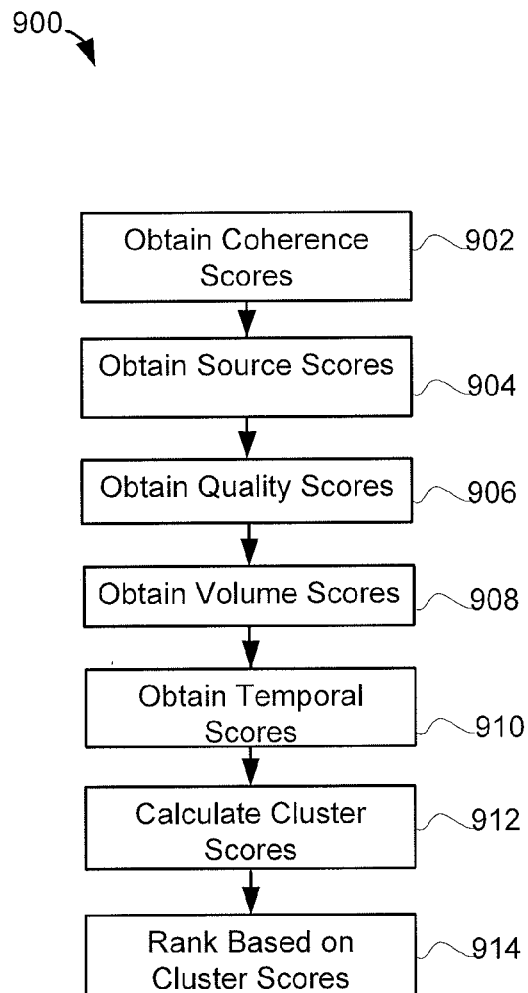 900
Obtain Coherence
Scores
902
Obtain Source Scores
904
Obtain Quality Scores
906
Obtain Volume Scores
908
Obtain Temporal
Scores
910
Calculate Cluster
Scores
912
Rank Based on
Cluster Scores
914